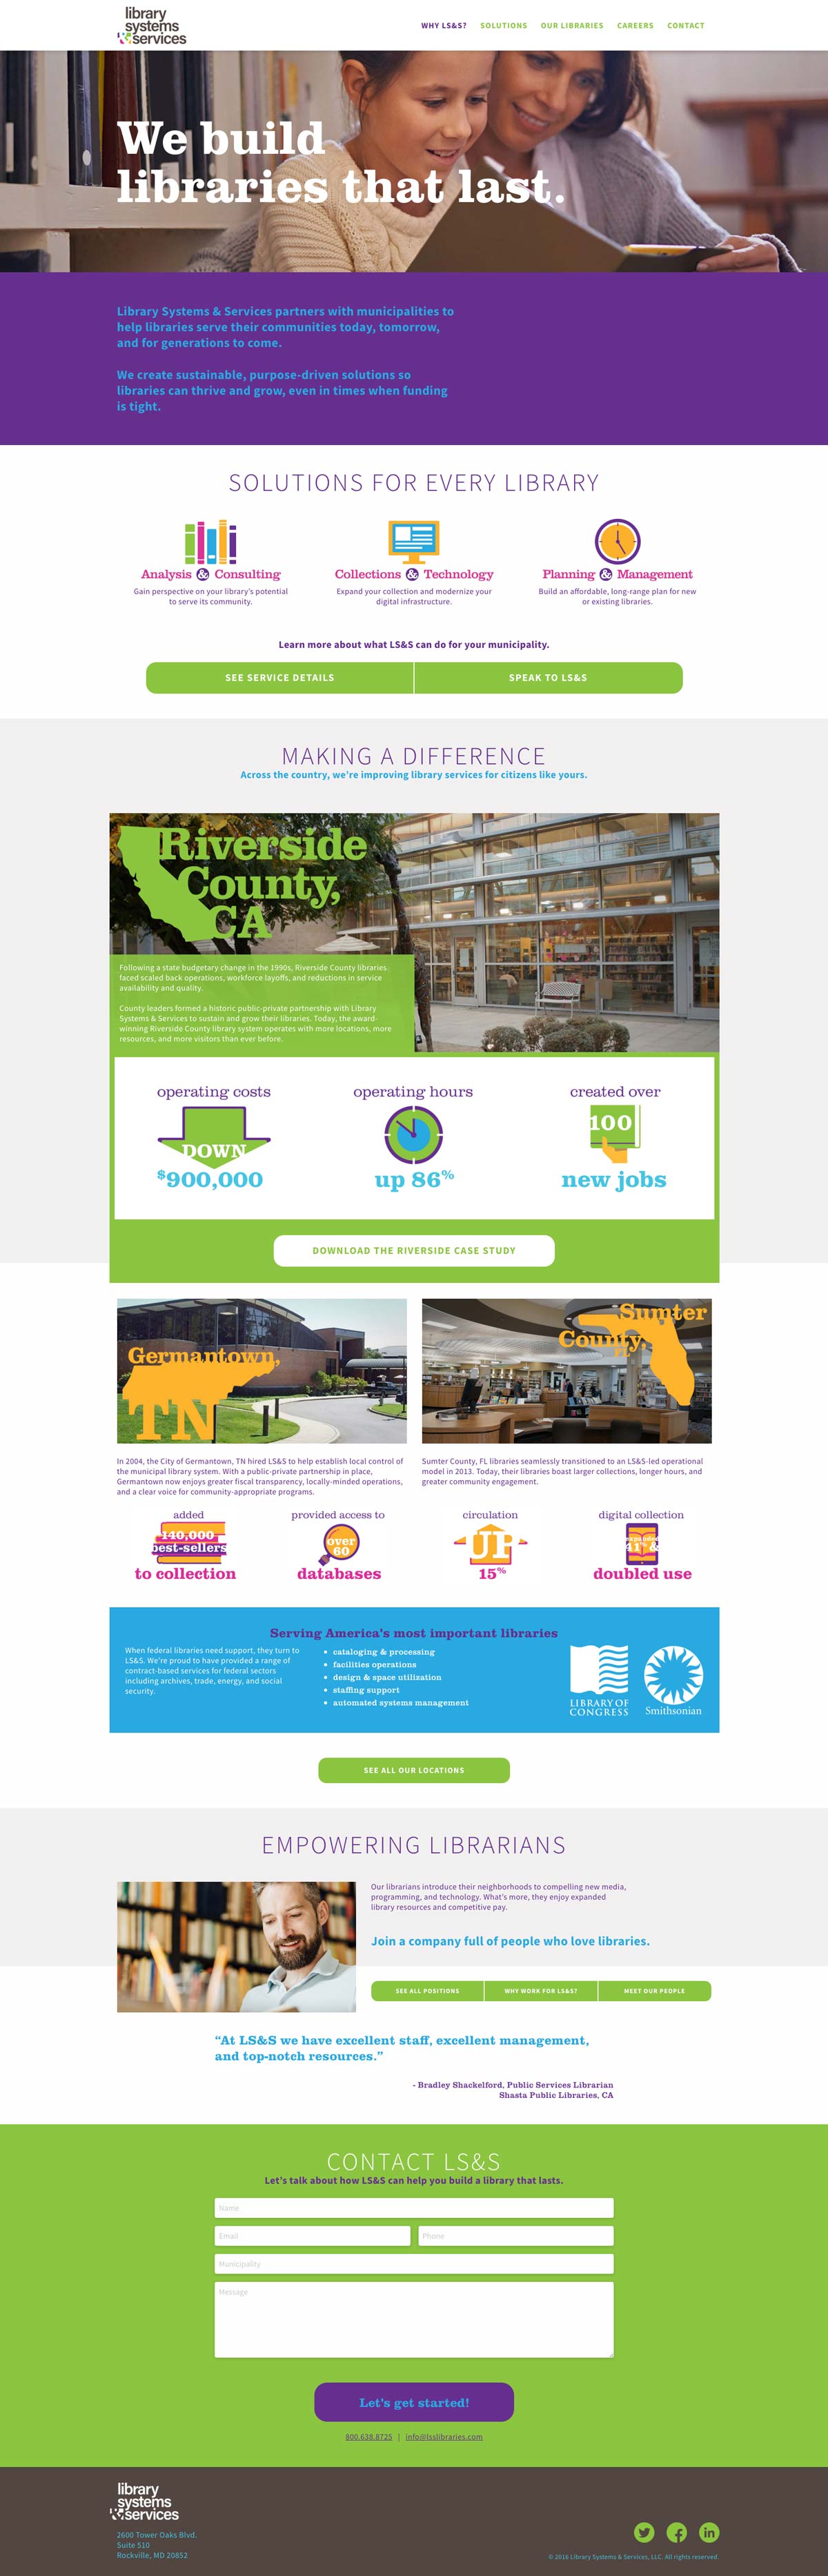 library
systems
&services
WHY LS&S?
SOLUTIONS
OUR LIBRARIES
CAREERS
CONTACT
We build
libraries that last.
Library Systems & Services partners with municipalities to
help libraries serve their communities today, tomorrow,
and for generations to come.
We create sustainable, purpose-driven solutions so
libraries can thrive and grow, even in times when funding
is tight.
SOLUTIONS FOR EVERY LIBRARY
Analysis & Consulting
Gain perspective on your library's potential
to serve its community.
Collections & Technology
Expand your collection and modernize your
digital infrastructure.
Planning & Management
Build an affordable, long-range plan for new
or existing libraries.
Learn more about what LS&S can do for your municipality.
SEE SERVICE DETAILS
SPEAK TO LS&S
MAKING A DIFFERENCE
Across the country, we're improving library services for citizens like yours.
Riverside
County,
CA
Following a state budgetary change in the 1990s, Riverside County libraries
faced scaled back operations, workforce layoffs, and reductions in service
availability and quality.
County leaders formed a historic public-private partnership with Library
Systems & Services to sustain and grow their libraries. Today, the award-
winning Riverside County library system operates with more locations, more
resources, and more visitors than ever before.
operating costs
DOWN
$900,000
operating hours
up 86%
created over
100
new jobs
DOWNLOAD THE RIVERSIDE CASE STUDY
Germantown,
TN
In 2004, the City of Germantown, TN hired LS&S to help establish local control of
the municipal library system. With a public-private partnership in place,
Germantown now enjoys greater fiscal transparency, locally-minded operations,
and a clear voice for community-appropriate programs.
Sumter
County,
Sumter County, FL libraries seamlessly transitioned to an LS&S-led operational
model in 2013. Today, their libraries boast larger collections, longer hours, and
greater community engagement.
added
140,000
best-sellers
to collection
provided access to
over
60
databases
circulation
UP
15%
digital collection
expanded
41% &
doubled use
Serving America's most important libraries
When federal libraries need support, they turn to
LS&S. We're proud to have provided a range of
contract-based services for federal sectors
including archives, trade, energy, and social
security.
• cataloging & processing
• facilities operations
• design & space utilization
• staffing support
• automated systems management
LIBRARY OF
CONGRESS
Smithsonian
SEE ALL OUR LOCATIONS
EMPOWERING LIBRARIANS
Our librarians introduce their neighborhoods to compelling new media,
programming, and technology. What's more, they enjoy expanded
library resources and competitive pay.
Join a company full of people who love libraries.
SEE ALL POSITIONS
WHY WORK FOR LS&S?
MEET OUR PEOPLE
“At LS&S we have excellent staff, excellent management,
and top-notch resources.”
- Bradley Shackelford, Public Services Librarian
Shasta Public Libraries, CA
CONTACT LS&S
Let's talk about how LS&S can help you build a library that lasts.
Name
Email
Phone
Municipality
Message
Let's get started!
800.638.8725 | info@lsslibraries.com
library
systems
&services
2600 Tower Oaks Blvd.
Suite 510
Rockville, MD 20852
© 2016 Library Systems & Services, LLC. All rights reserved.